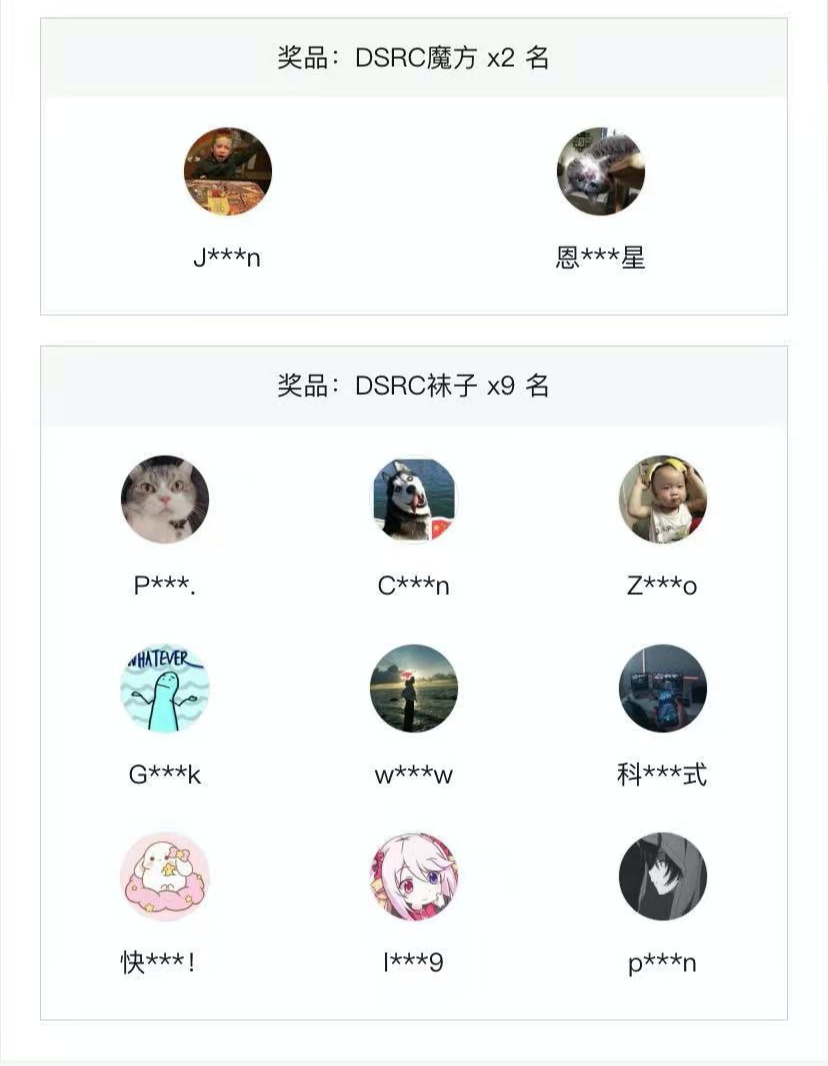 奖品：DSRC魔方 x2 名
J***n 恩***星
奖品：DSRC袜子 x9 名
P***. C***n Z***o
WHATEVER
G***k w***w 科***式
快***！ l***9 p***n